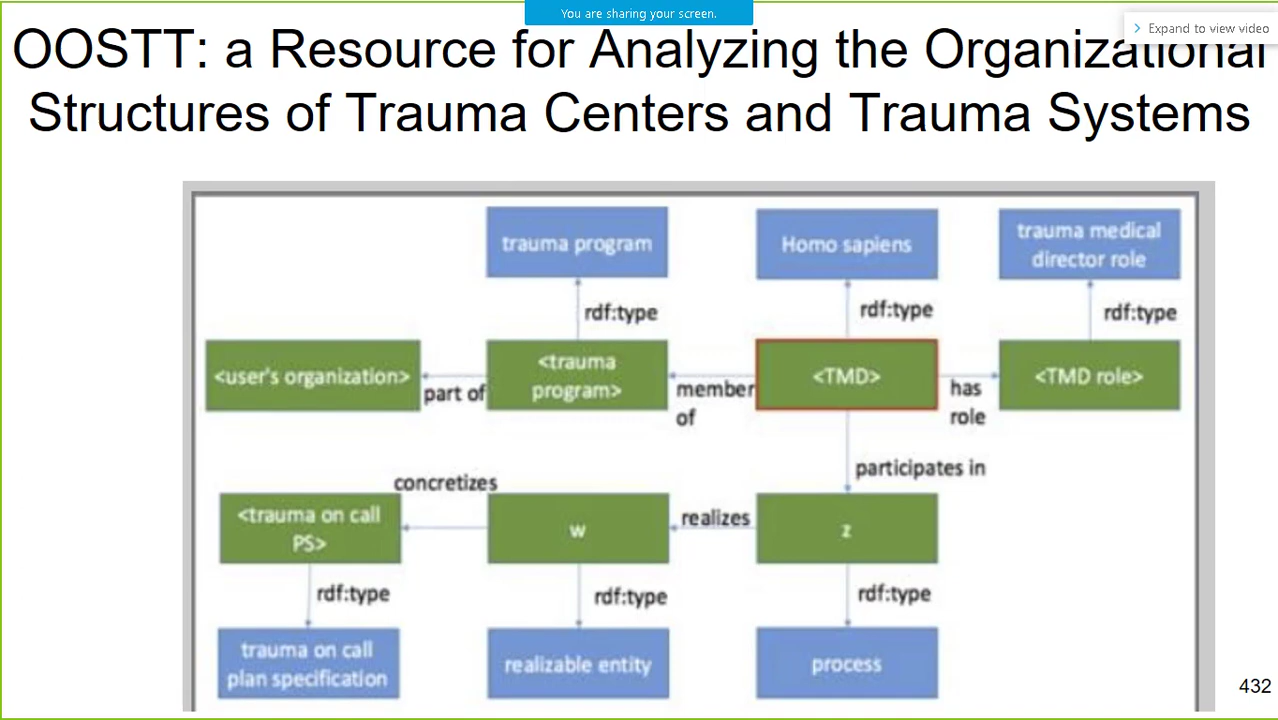 You are sharing your screen.
Expand to view video
OOSTT: a Resource for Analyzing the Organizational
Structures of Trauma Centers and Trauma Systems
trauma program
Homo sapiens
trauma medical
director role
rdf:type
rdf:type
rdf:type
<user's organization>
part of
<trauma
program>
member
of
<TMD>
has
role
<TMD role>
participates in
concretizes
<trauma on call
PS>
w
realizes
z
rdf:type
rdf:type
rdf:type
trauma on call
plan specification
realizable entity
process
432